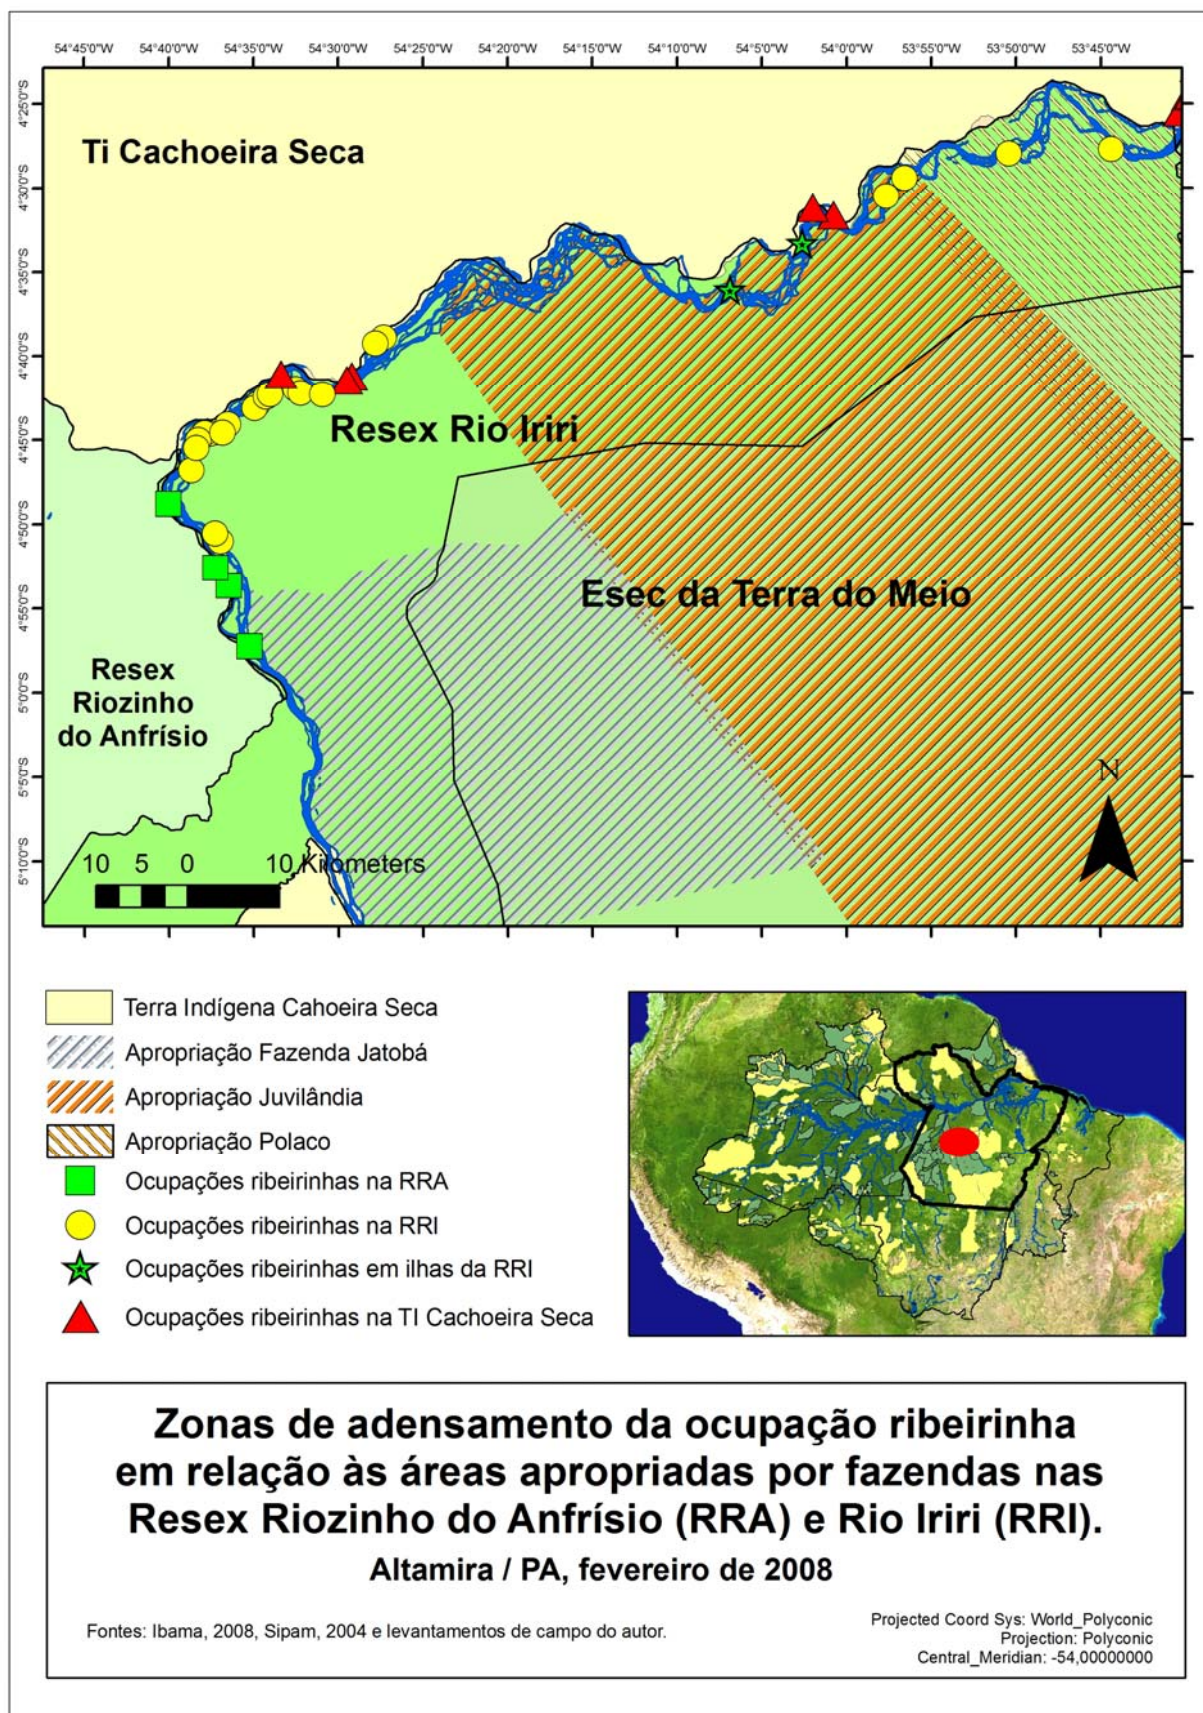 54°45'0"W 54°40'0"W 54°35'0"W 54°30'0"W 54°25'0"W 54°20'0"W 54°15'0"W 54°10'0"W 54°5'0"W 54°0'0"W 53°55'0"W 53°50'0"W 53°45'0"W
4°25'0"S
4°30'0"S
4°35'0"S
4°40'0"S
4°45'0"S
4°50'0"S
4°55'0"S
5°0'0"S
5°5'0"S
5°10'0"S
Ti Cachoeira Seca
Resex Rio Iriri
Esec da Terra do Meio
Resex
Riozinho
do Anfrísio
N
10 5 0 10 Kilometers
Terra Indígena Cahoeira Seca
Apropriação Fazenda Jatobá
Apropriação Juvilândia
Apropriação Polaco
Ocupações ribeirinhas na RRA
Ocupações ribeirinhas na RRI
Ocupações ribeirinhas em ilhas da RRI
Ocupações ribeirinhas na TI Cachoeira Seca
Zonas de adensamento da ocupação ribeirinha
em relação às áreas apropriadas por fazendas nas
Resex Riozinho do Anfrísio (RRA) e Rio Iriri (RRI).
Altamira / PA, fevereiro de 2008
Fontes: Ibama, 2008, Sipam, 2004 e levantamentos de campo do autor.
Projected Coord Sys: World_Polyconic
Projection: Polyconic
Central_Meridian: -54,00000000